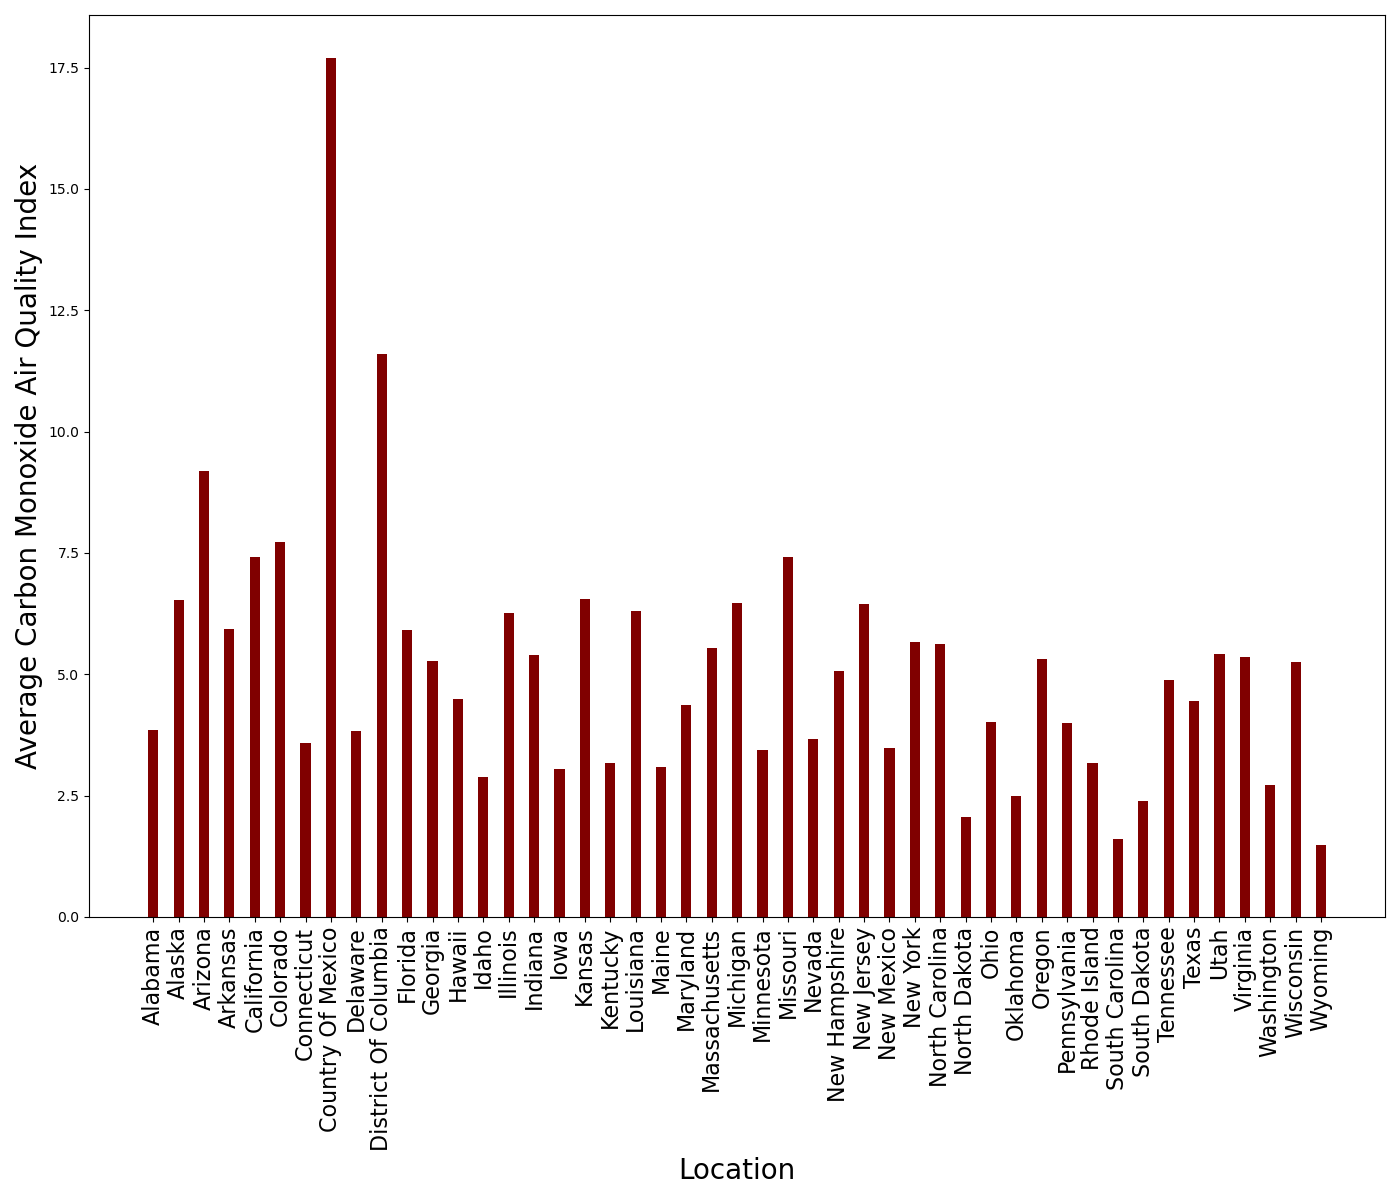 Average Carbon Monoxide Air Quality Index
17.5
15.0
12.5
10.0
7.5
5.0
2.5
0.0
Alabama
Alaska
Arizona
Arkansas
California
Colorado
Connecticut
Country Of Mexico
Delaware
District Of Columbia
Florida
Georgia
Hawaii
Idaho
Illinois
Indiana
Iowa
Kansas
Kentucky
Louisiana
Maine
Maryland
Massachusetts
Michigan
Minnesota
Missouri
Nevada
New Hampshire
New Jersey
New Mexico
New York
North Carolina
North Dakota
Ohio
Oklahoma
Oregon
Pennsylvania
Rhode Island
South Carolina
South Dakota
Tennessee
Texas
Utah
Virginia
Washington
Wisconsin
Wyoming
Location